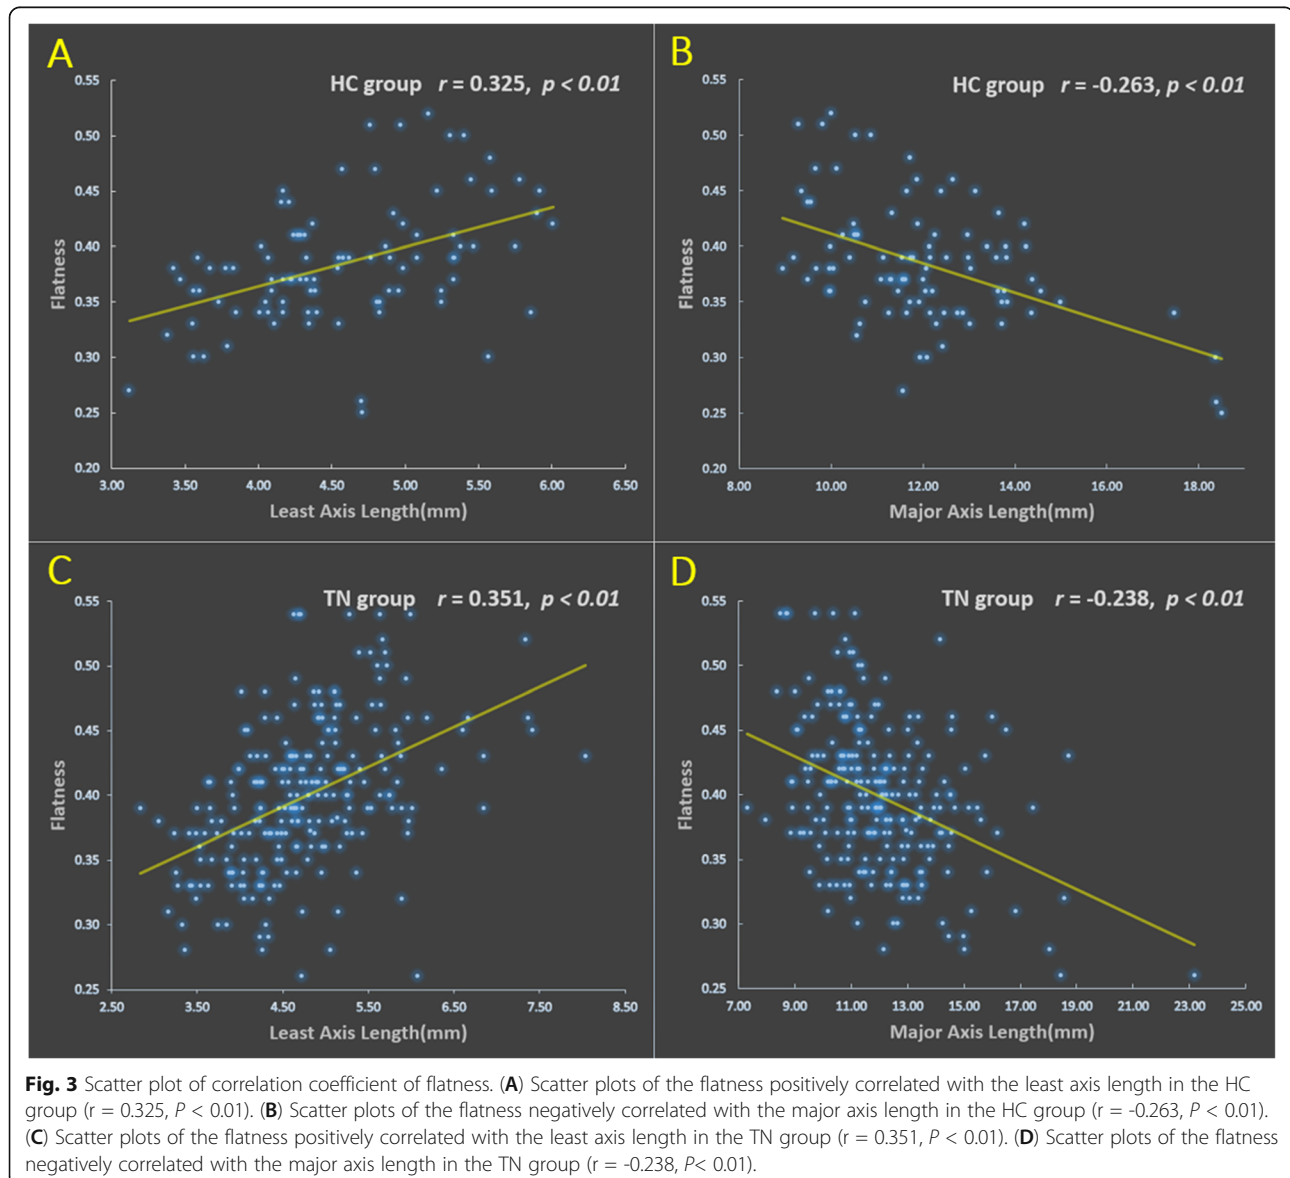 A
HC group r = 0.325, p < 0.01
0.55
0.50
0.45
0.40
0.35
0.30
0.25
0.20
Flatness
3.00 3.50 4.00 4.50 5.00 5.50 6.00 6.50
Least Axis Length(mm)
B
HC group r = -0.263, p < 0.01
0.55
0.50
0.45
0.40
0.35
0.30
0.25
0.20
Flatness
8.00 10.00 12.00 14.00 16.00 18.00
Major Axis Length(mm)
C
TN group r = 0.351, p < 0.01
0.55
0.50
0.45
0.40
0.35
0.30
0.25
Flatness
2.50 3.50 4.50 5.50 6.50 7.50 8.50
Least Axis Length(mm)
D
TN group r = -0.238, p < 0.01
0.55
0.50
0.45
0.40
0.35
0.30
0.25
Flatness
7.00 9.00 11.00 13.00 15.00 17.00 19.00 21.00 23.00 25.00
Major Axis Length(mm)
Fig. 3 Scatter plot of correlation coefficient of flatness. (A) Scatter plots of the flatness positively correlated with the least axis length in the HC
group (r = 0.325, P < 0.01). (B) Scatter plots of the flatness negatively correlated with the major axis length in the HC group (r = -0.263, P < 0.01).
(C) Scatter plots of the flatness positively correlated with the least axis length in the TN group (r = 0.351, P < 0.01). (D) Scatter plots of the flatness
negatively correlated with the major axis length in the TN group (r = -0.238, P< 0.01).